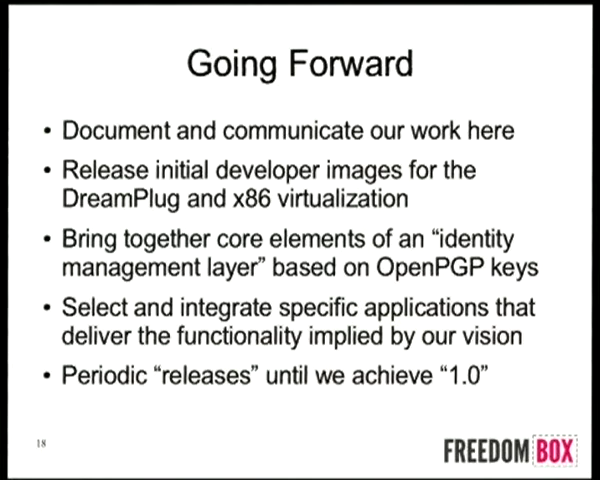 Going Forward
• Document and communicate our work here
• Release initial developer images for the
DreamPlug and x86 virtualization
• Bring together core elements of an “identity
management layer” based on OpenPGP keys
• Select and integrate specific applications that
deliver the functionality implied by our vision
• Periodic “releases” until we achieve “1.0”
18
FREEDOM BOX